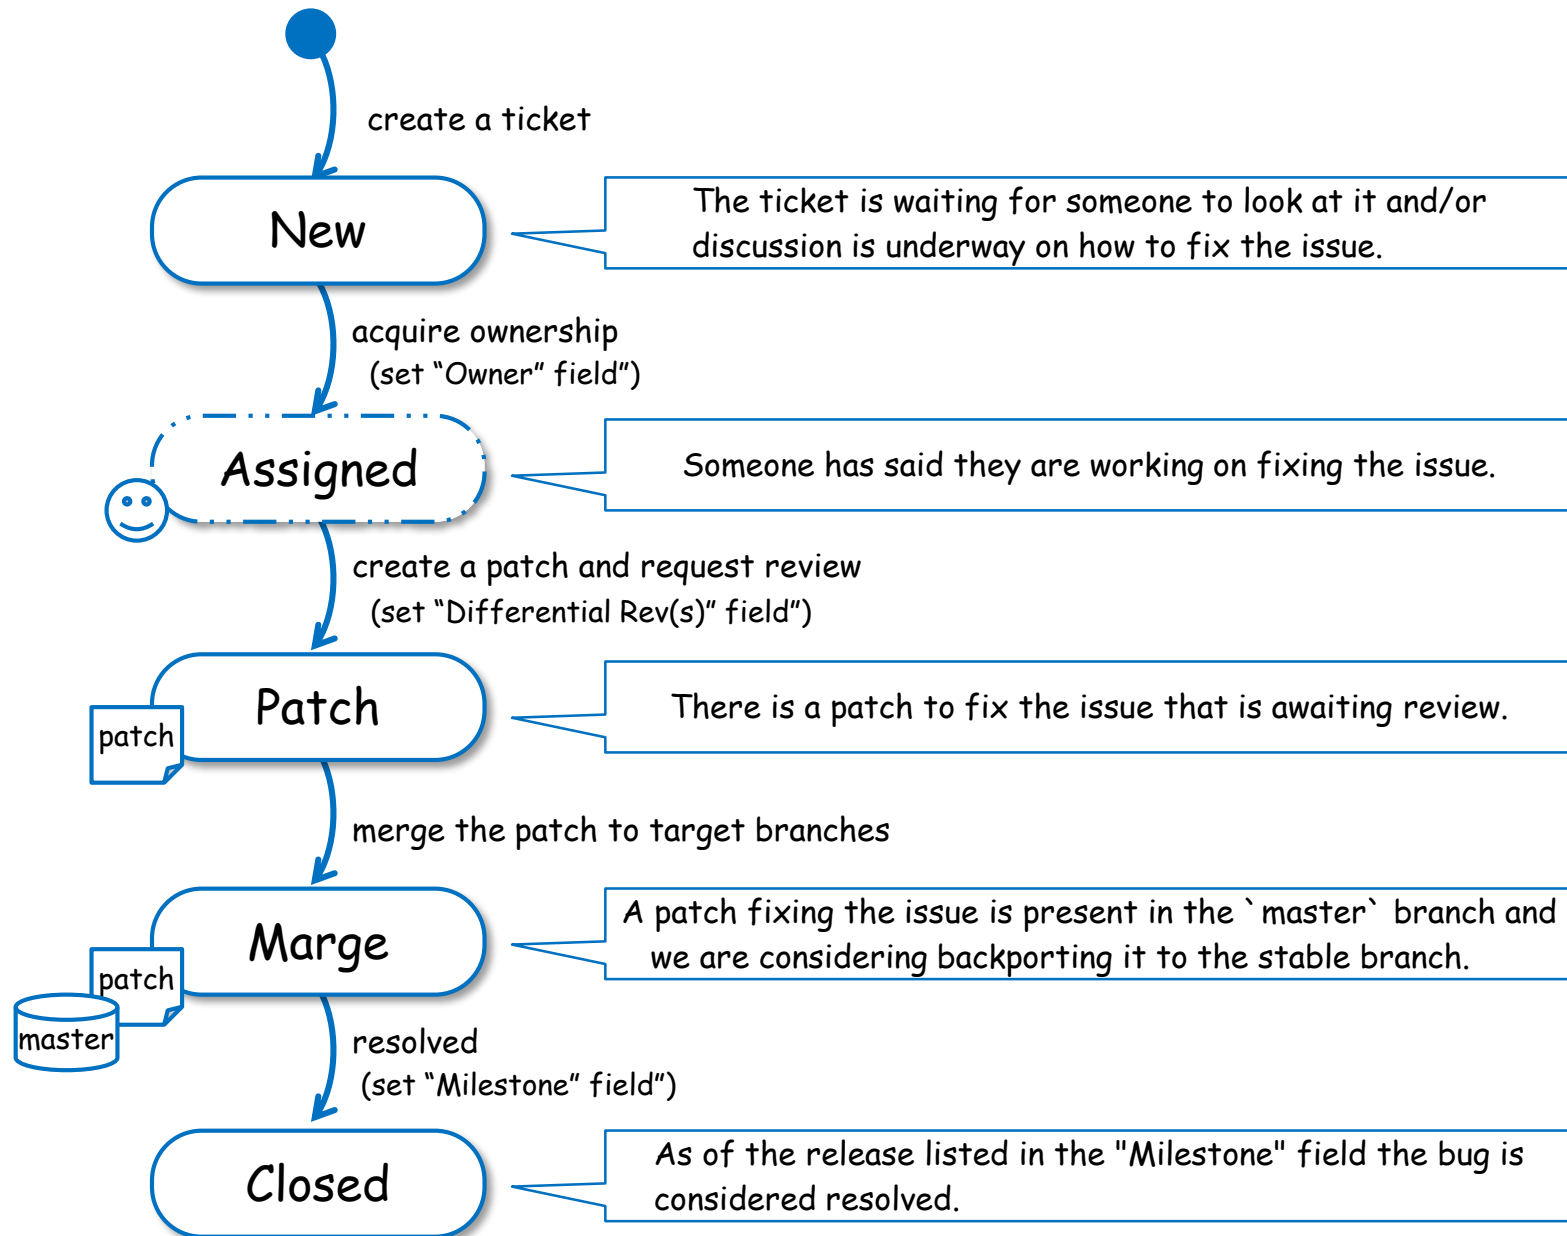 create a ticket
New
The ticket is waiting for someone to look at it and/or
discussion is underway on how to fix the issue.
acquire ownership
(set “Owner” field”)
Assigned
Someone has said they are working on fixing the issue.
create a patch and request review
(set “Differential Rev(s)” field”)
Patch
patch
There is a patch to fix the issue that is awaiting review.
merge the patch to target branches
Marge
patch
master
A patch fixing the issue is present in the `master` branch and
we are considering backporting it to the stable branch.
resolved
(set “Milestone” field”)
Closed
As of the release listed in the "Milestone" field the bug is
considered resolved.